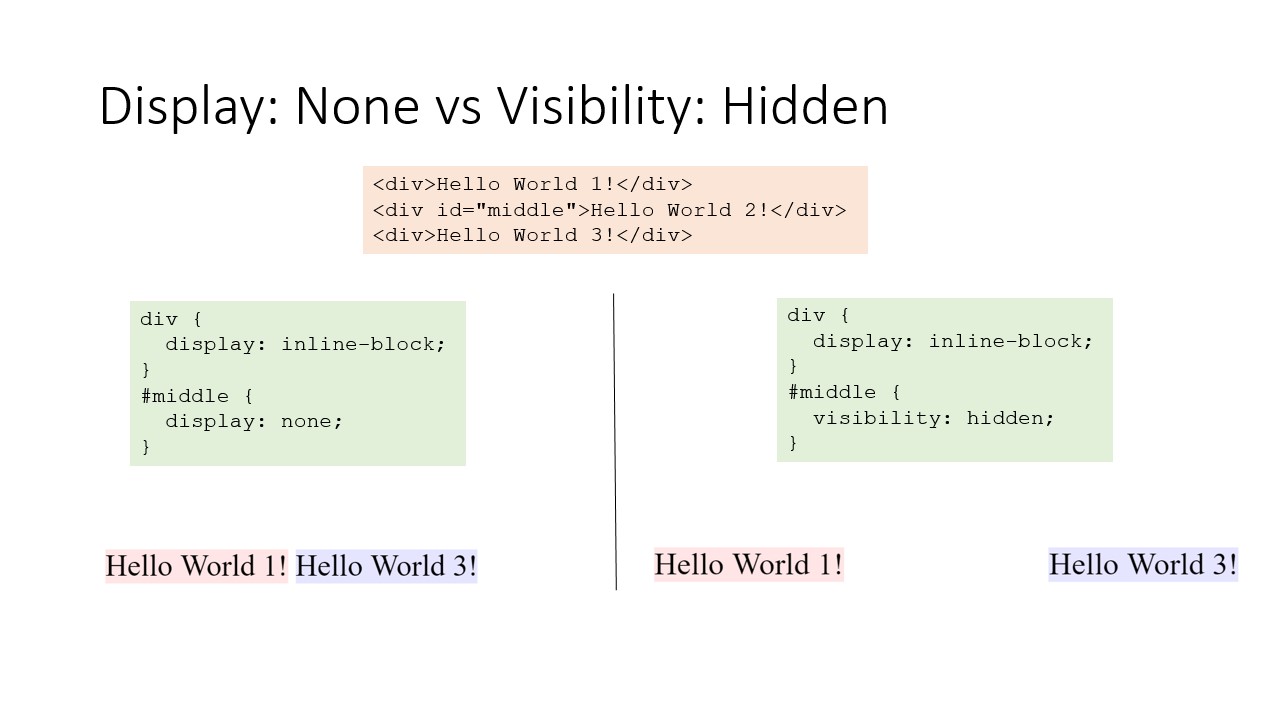 Display: None vs Visibility: Hidden
<div>Hello World 1!</div>
<div id="middle">Hello World 2!</div>
<div>Hello World 3!</div>
div {
  display: inline-block;
}
#middle {
  display: none;
}
Hello World 1! Hello World 3!
div {
  display: inline-block;
}
#middle {
  visibility: hidden;
}
Hello World 1! Hello World 3!